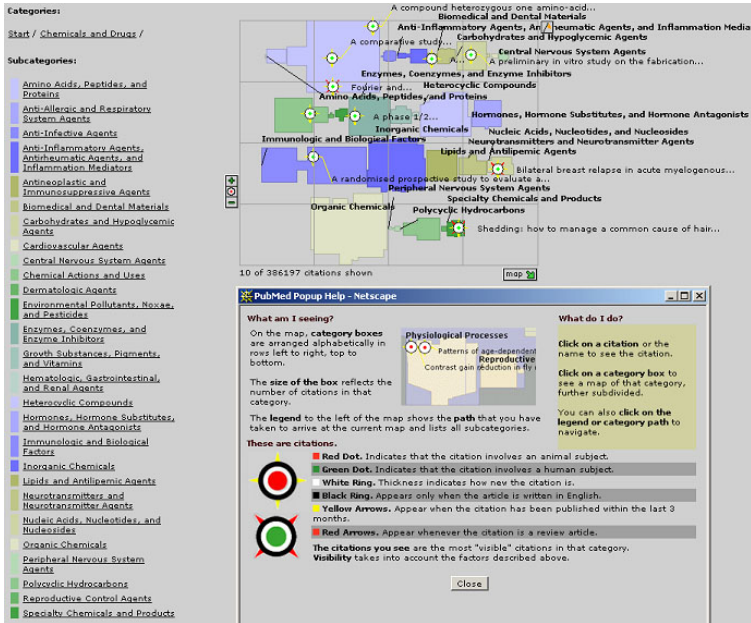 Categories:
Start / Chemicals and Drugs /
Subcategories:
Amino Acids, Peptides, and
Proteins
Anti-Allergic and Respiratory
System Agents
Anti-Infective Agents
Anti-Inflammatory Agents,
Antirheumatic Agents, and
Inflammation Mediators
Antineoplastic and
Immunosuppressive Agents
Biomedical and Dental Materials
Carbohydrates and Hypoglycemic
Agents
Cardiovascular Agents
Central Nervous System Agents
Chemical Actions and Uses
Dermatologic Agents
Environmental Pollutants, Noxae,
and Pesticides
Enzymes, Coenzymes, and
Enzyme Inhibitors
Growth Substances, Pigments,
and Vitamins
Hematologic, Gastrointestinal,
and Renal Agents
Heterocyclic Compounds
Hormones, Hormone Substitutes,
and Hormone Antagonists
Immunologic and Biological
Factors
Inorganic Chemicals
Lipids and Antilipemic Agents
Neurotransmitters and
Neurotransmitter Agents
Nucleic Acids, Nucleotides, and
Nucleosides
Organic Chemicals
Peripheral Nervous System
Agents
Polycyclic Hydrocarbons
Reproductive Control Agents
Specialty Chemicals and Products
A compound heterozygous one amino-acid...
Biomedical and Dental Materials
Anti-Inflammatory Agents, A heumatic Agents, and Inflammation Media
Carbohydrates and Hypoglycemic Agents
A comparative study...
Central Nervous System Agents
A...
A preliminary in vitro study on the fabrication...
Enzymes, Coenzymes, and Enzyme Inhibitors
Fourier and...
Heterocyclic Compounds
Amino Acids, Peptides, and Proteins
A phase 1/2...
Hormones, Hormone Substitutes, and Hormone Antagonists
Inorganic Chemicals
Nucleic Acids, Nucleotides, and Nucleosides
Immunologic and Biological Factors
Neurotransmitters and Neurotransmitter Agents
Lipids and Antilipemic Agents
Bilateral breast relapse in acute myelogenous...
A randomised prospective study to evaluate a...
Peripheral Nervous System Agents
Specialty Chemicals and Products
Organic Chemicals
Polycyclic Hydrocarbons
Shedding: how to manage a common cause of hair...
10 of 386197 citations shown
map
PubMed Popup Help - Netscape
What am I seeing?
On the map, category boxes
are arranged alphabetically in
rows left to right, top to
bottom.
The size of the box reflects
the number of citations in that
category.
The legend to the left of the map shows the path that you have
taken to arrive at the current map and lists all subcategories.
Physiological Processes
Patterns of age-dependent
Reproductive
Contrast gain reduction in fly
What do I do?
Click on a citation or the
name to see the citation.
Click on a category box to
see a map of that category,
further subdivided.
You can also click on the
legend or category path to
navigate.
These are citations.
Red Dot. Indicates that the citation involves an animal subject.
Green Dot. Indicates that the citation involves a human subject.
White Ring. Thickness indicates how new the citation is.
Black Ring. Appears only when the article is written in English.
Yellow Arrows. Appear when the citation has been published within the last 3
months.
Red Arrows. Appear whenever the citation is a review article.
The citations you see are the most "visible" citations in that category.
Visibility takes into account the factors described above.
Close